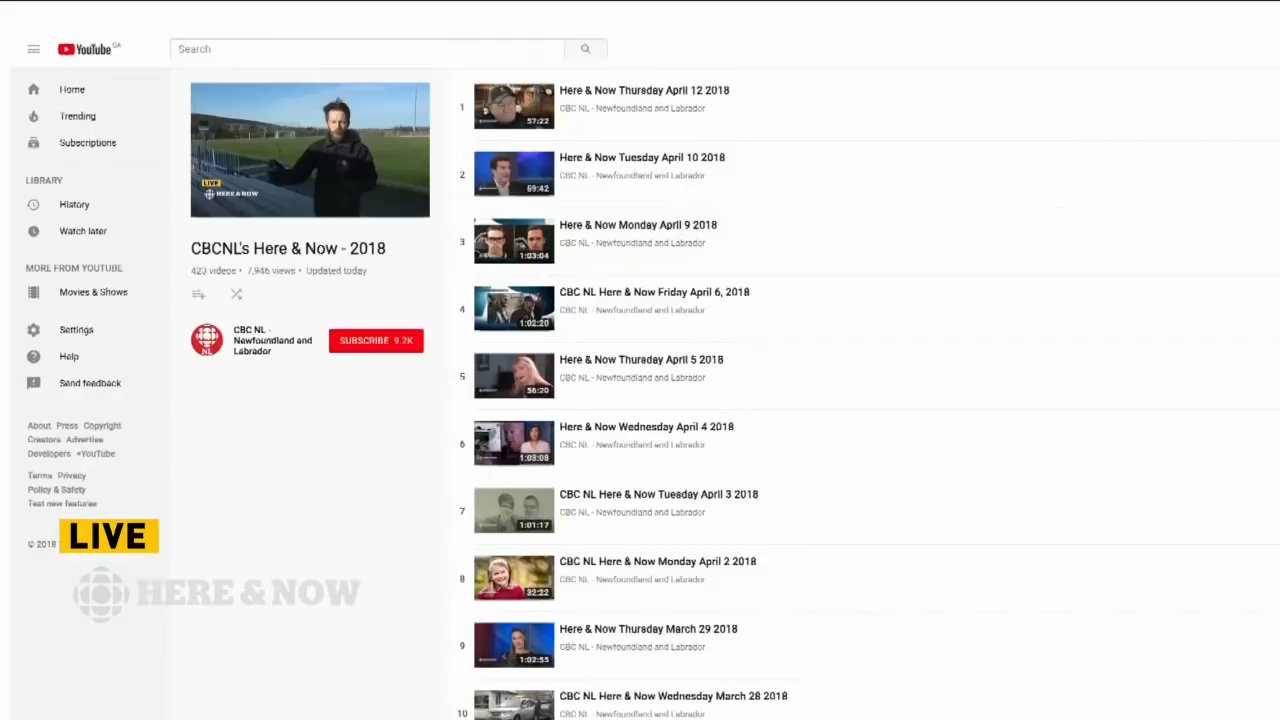 YouTube CA
Search
Home
Trending
Subscriptions
LIBRARY
History
Watch later
MORE FROM YOUTUBE
Movies & Shows
Settings
Help
Send feedback
About Press Copyright
Creators Advertise
Developers +YouTube
Terms Privacy
Policy & Safety
Test new features
© 2018
LIVE
HERE & NOW
LIVE
HERE & NOW
CBCNL's Here & Now - 2018
423 videos • 7,946 views • Updated today
NL
CBC NL -
Newfoundland and
Labrador
SUBSCRIBE 9.2K
1
57:22
Here & Now Thursday April 12 2018
CBC NL - Newfoundland and Labrador
2
59:42
Here & Now Tuesday April 10 2018
CBC NL - Newfoundland and Labrador
3
1:03:04
Here & Now Monday April 9 2018
CBC NL - Newfoundland and Labrador
4
1:02:20
CBC NL Here & Now Friday April 6, 2018
CBC NL - Newfoundland and Labrador
5
56:20
Here & Now Thursday April 5 2018
CBC NL - Newfoundland and Labrador
6
1:03:08
Here & Now Wednesday April 4 2018
CBC NL - Newfoundland and Labrador
7
1:01:17
CBC NL Here & Now Tuesday April 3 2018
CBC NL - Newfoundland and Labrador
8
32:22
CBC NL Here & Now Monday April 2 2018
CBC NL - Newfoundland and Labrador
9
1:02:55
Here & Now Thursday March 29 2018
CBC NL - Newfoundland and Labrador
10
CBC NL Here & Now Wednesday March 28 2018
CBC NL - Newfoundland and Labrador